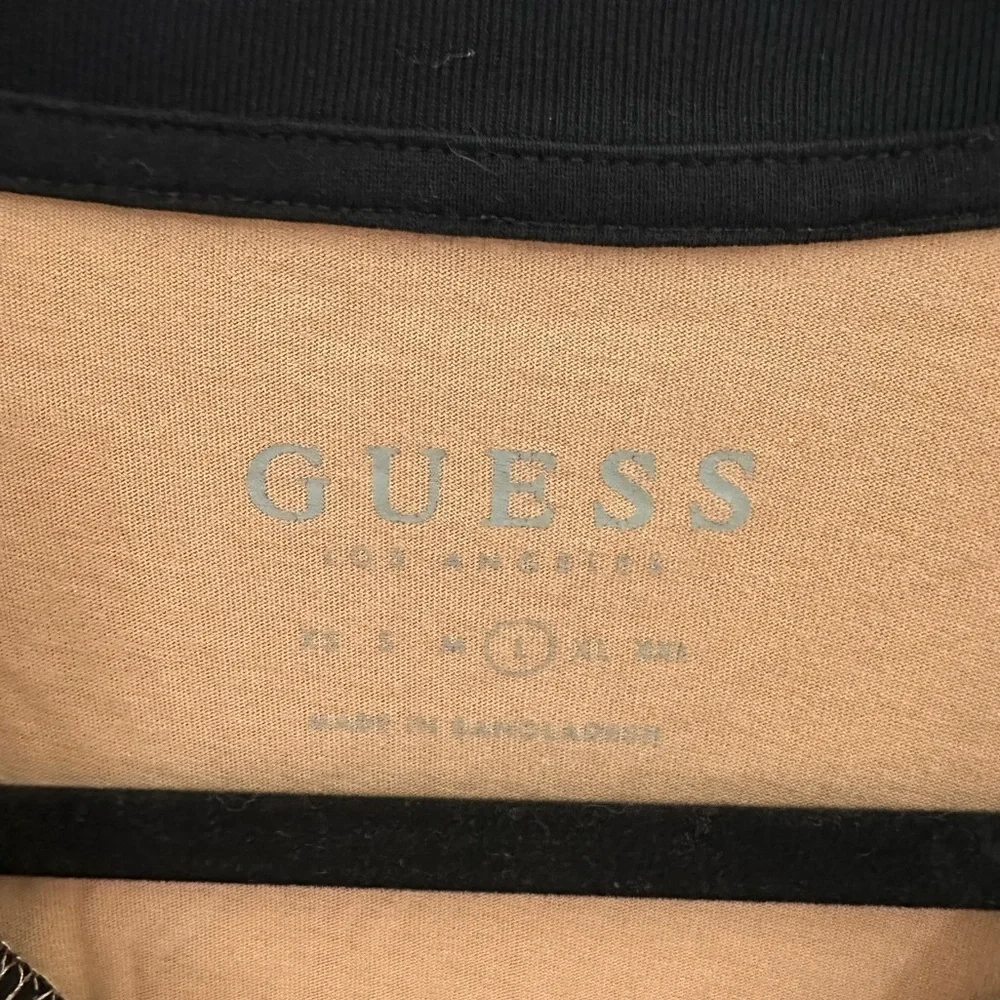 GUESS
LOS ANGELES
XS S M L XL XXL
MADE IN BANGLADESH